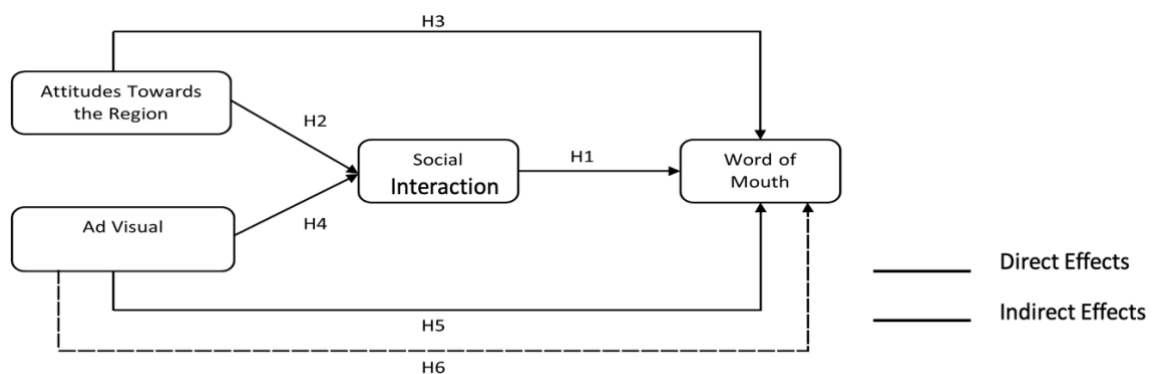 H3
Attitudes Towards
the Region
H2
Social
Interaction
H1
Word of
Mouth
Ad Visual
H4
Direct Effects
Indirect Effects
H5
H6